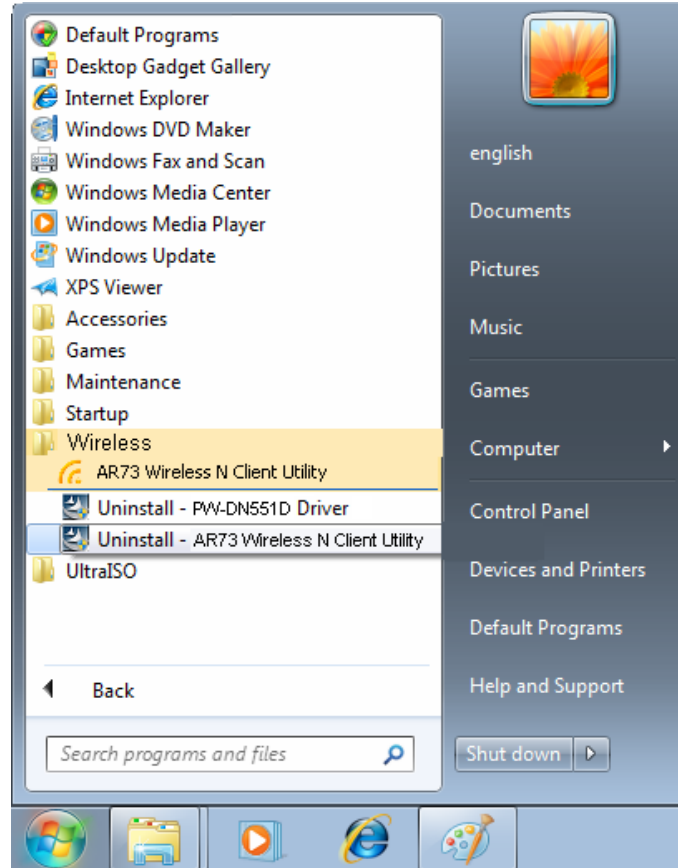 Default Programs
Desktop Gadget Gallery
Internet Explorer
Windows DVD Maker
Windows Fax and Scan
Windows Media Center
Windows Media Player
Windows Update
XPS Viewer
Accessories
Games
Maintenance
Startup
Wireless
AR73 Wireless N Client Utility
Uninstall - PW-DN551D Driver
Uninstall - AR73 Wireless N Client Utility
UltraISO
Back
Search programs and files
english
Documents
Pictures
Music
Games
Computer
Control Panel
Devices and Printers
Default Programs
Help and Support
Shut down